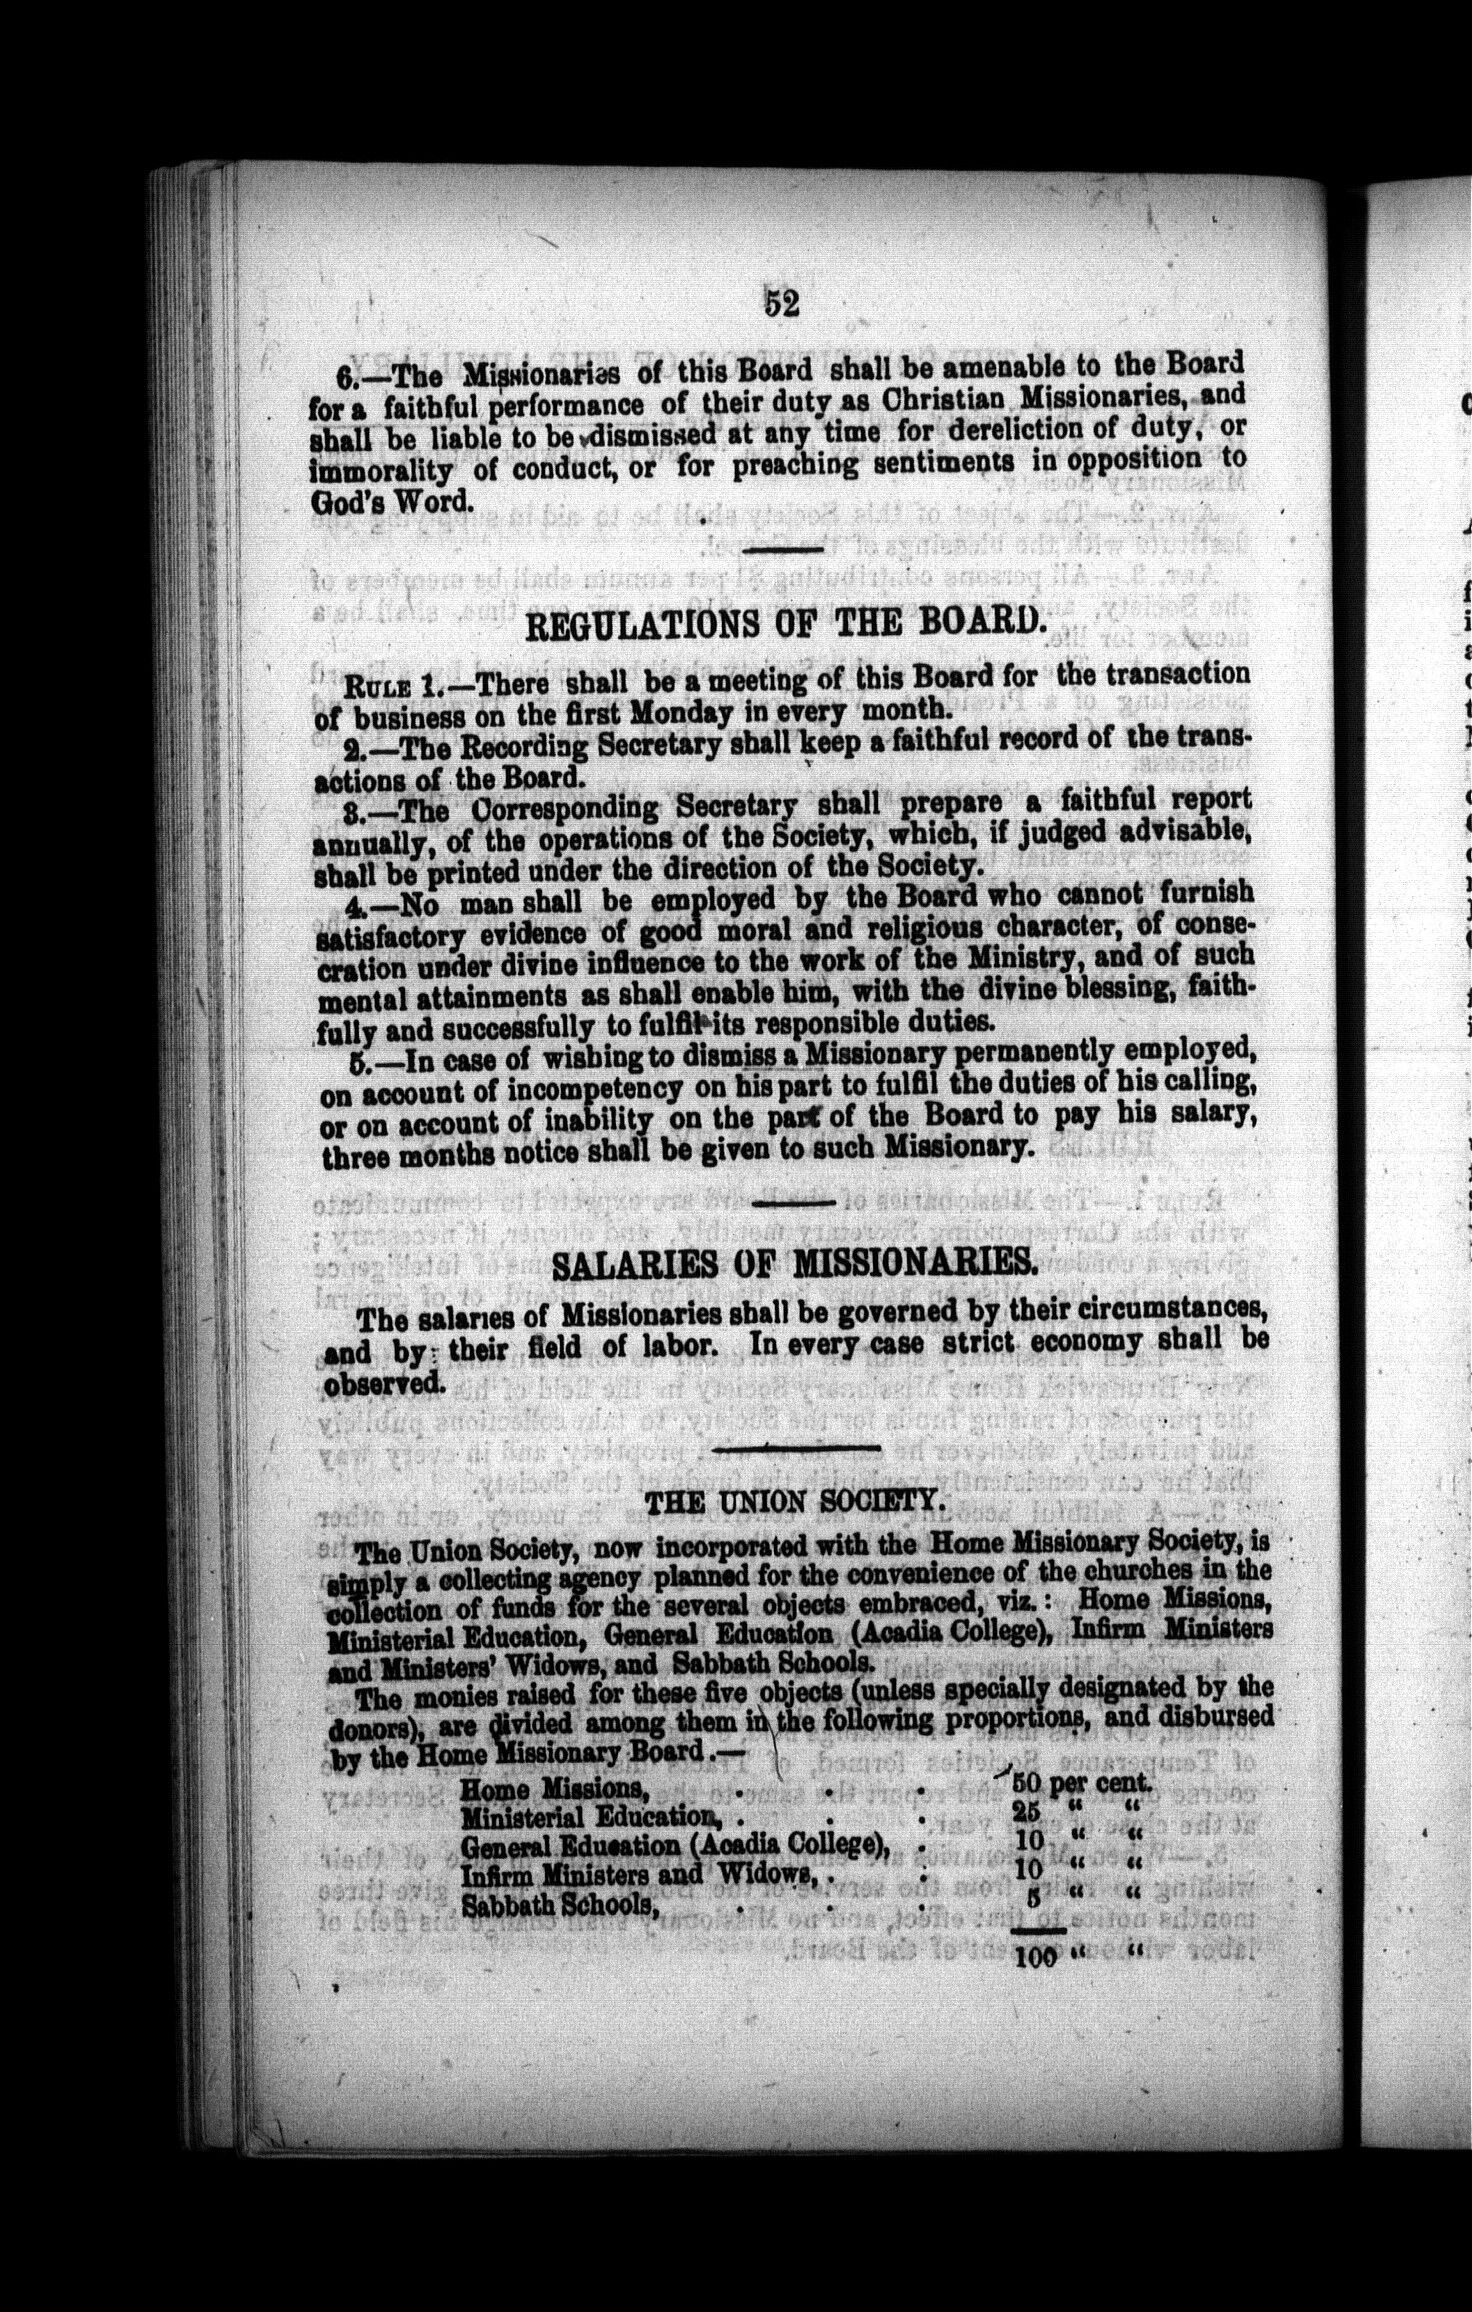 52
6.—The Missionaries of this Board shall be amenable to the Board
for a faithful performance of their duty as Christian Missionaries, and
shall be liable to be dismissed at any time for dereliction of duty, or
immorality of conduct, or for preaching sentiments in opposition to
God's Word.
REGULATIONS OF THE BOARD.
RULE 1.—There shall be a meeting of this Board for the transaction
of business on the first Monday in every month.
2.—The Recording Secretary shall keep a faithful record of the trans-
actions of the Board.
3.—The Corresponding Secretary shall prepare a faithful report
annually, of the operations of the Society, which, if judged advisable,
shall be printed under the direction of the Society.
4.—No man shall be employed by the Board who cannot furnish
satisfactory evidence of good moral and religious character, of conse-
cration under divine influence to the work of the Ministry, and of such
mental attainments as shall enable him, with the divine blessing, faith-
fully and successfully to fulfil its responsible duties.
5.—In case of wishing to dismiss a Missionary permanently employed,
on account of incompetency on his part to fulfil the duties of his calling,
or on account of inability on the part of the Board to pay his salary,
three months notice shall be given to such Missionary.
SALARIES OF MISSIONARIES.
The salaries of Missionaries shall be governed by their circumstances,
and by their field of labor. In every case strict economy shall be
observed.
THE UNION SOCIETY.
The Union Society, now incorporated with the Home Missionary Society, is
simply a collecting agency planned for the convenience of the churches in the
collection of funds for the several objects embraced, viz.: Home Missions,
Ministerial Education, General Education (Acadia College), Infirm Ministers
and Ministers' Widows, and Sabbath Schools.
The monies raised for these five objects (unless specially designated by the
donors), are divided among them in the following proportions, and disbursed
by the Home Missionary Board.—
Home Missions, . . . 50 per cent.
Ministerial Education, . . . 25 " "
General Education (Acadia College), . 10 " "
Infirm Ministers and Widows, . . 10 " "
Sabbath Schools, . . . 5 " "
100 " "